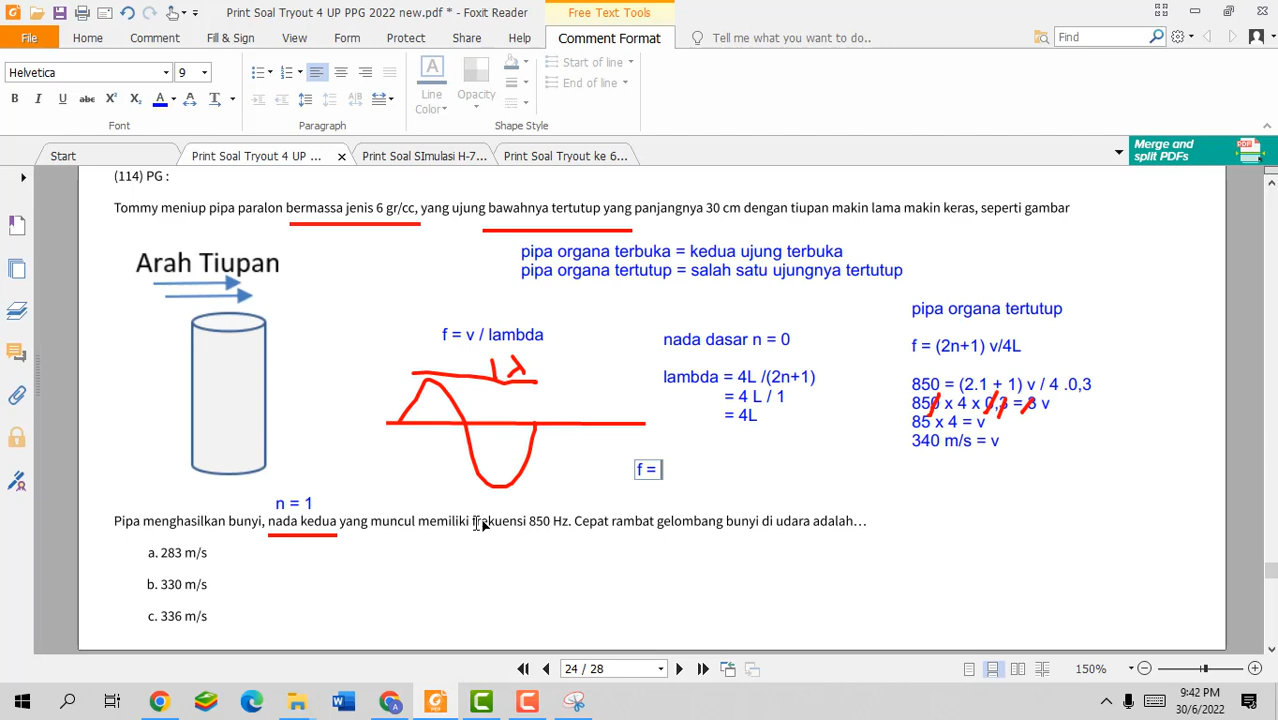 Print Soal Tryout 4 UP PPG 2022 new.pdf * - Foxit Reader
Free Text Tools
File Home Comment Fill & Sign View Form Protect Share Help Comment Format Tell me what you want to do.. Find
Helvetica 9
Start of line
End of line
Line Color
Opacity
Font Paragraph Shape Style
Start
Print Soal Tryout 4 UP ...
Print Soal SImulasi H-7...
Print Soal Tryout ke 6...
Merge and split PDFs
(114) PG :
Tommy meniup pipa paralon bermassa jenis 6 gr/cc, yang ujung bawahnya tertutup yang panjangnya 30 cm dengan tiupan makin lama makin keras, seperti gambar
Arah Tiupan
pipa organa terbuka = kedua ujung terbuka
pipa organa tertutup = salah satu ujungnya tertutup
f = v / lambda
1 λ
nada dasar n = 0
lambda = 4L /(2n+1)
= 4 L / 1
= 4L
f =
pipa organa tertutup
f = (2n+1) v/4L
850 = (2.1 + 1) v / 4 .0,3
850 x 4 x 0,3 = 3 v
85 x 4 = v
340 m/s = v
n = 1
Pipa menghasilkan bunyi, nada kedua yang muncul memiliki frekuensi 850 Hz. Cepat rambat gelombang bunyi di udara adalah…
a. 283 m/s
b. 330 m/s
c. 336 m/s
24 / 28
150%
9:42 PM
30/6/2022